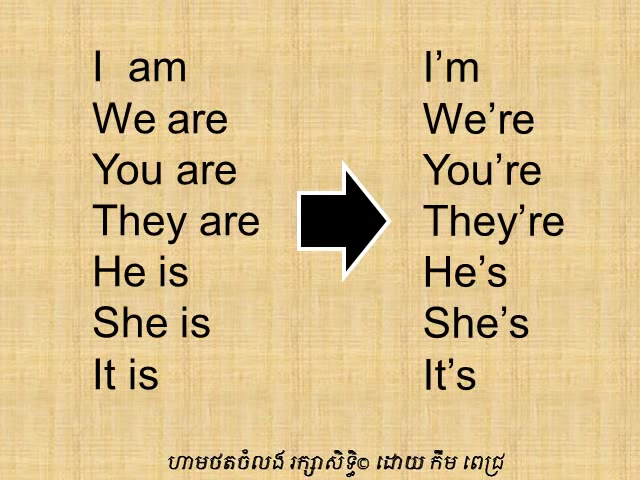 I  am
We are
You are
They are
He is
She is
It is
I’m
We’re
You’re
They’re
He’s
She’s
It’s
ហាមថតចំលង រក្សាសិទ្ធិ© ដោយ កឹម ពេជ្រ